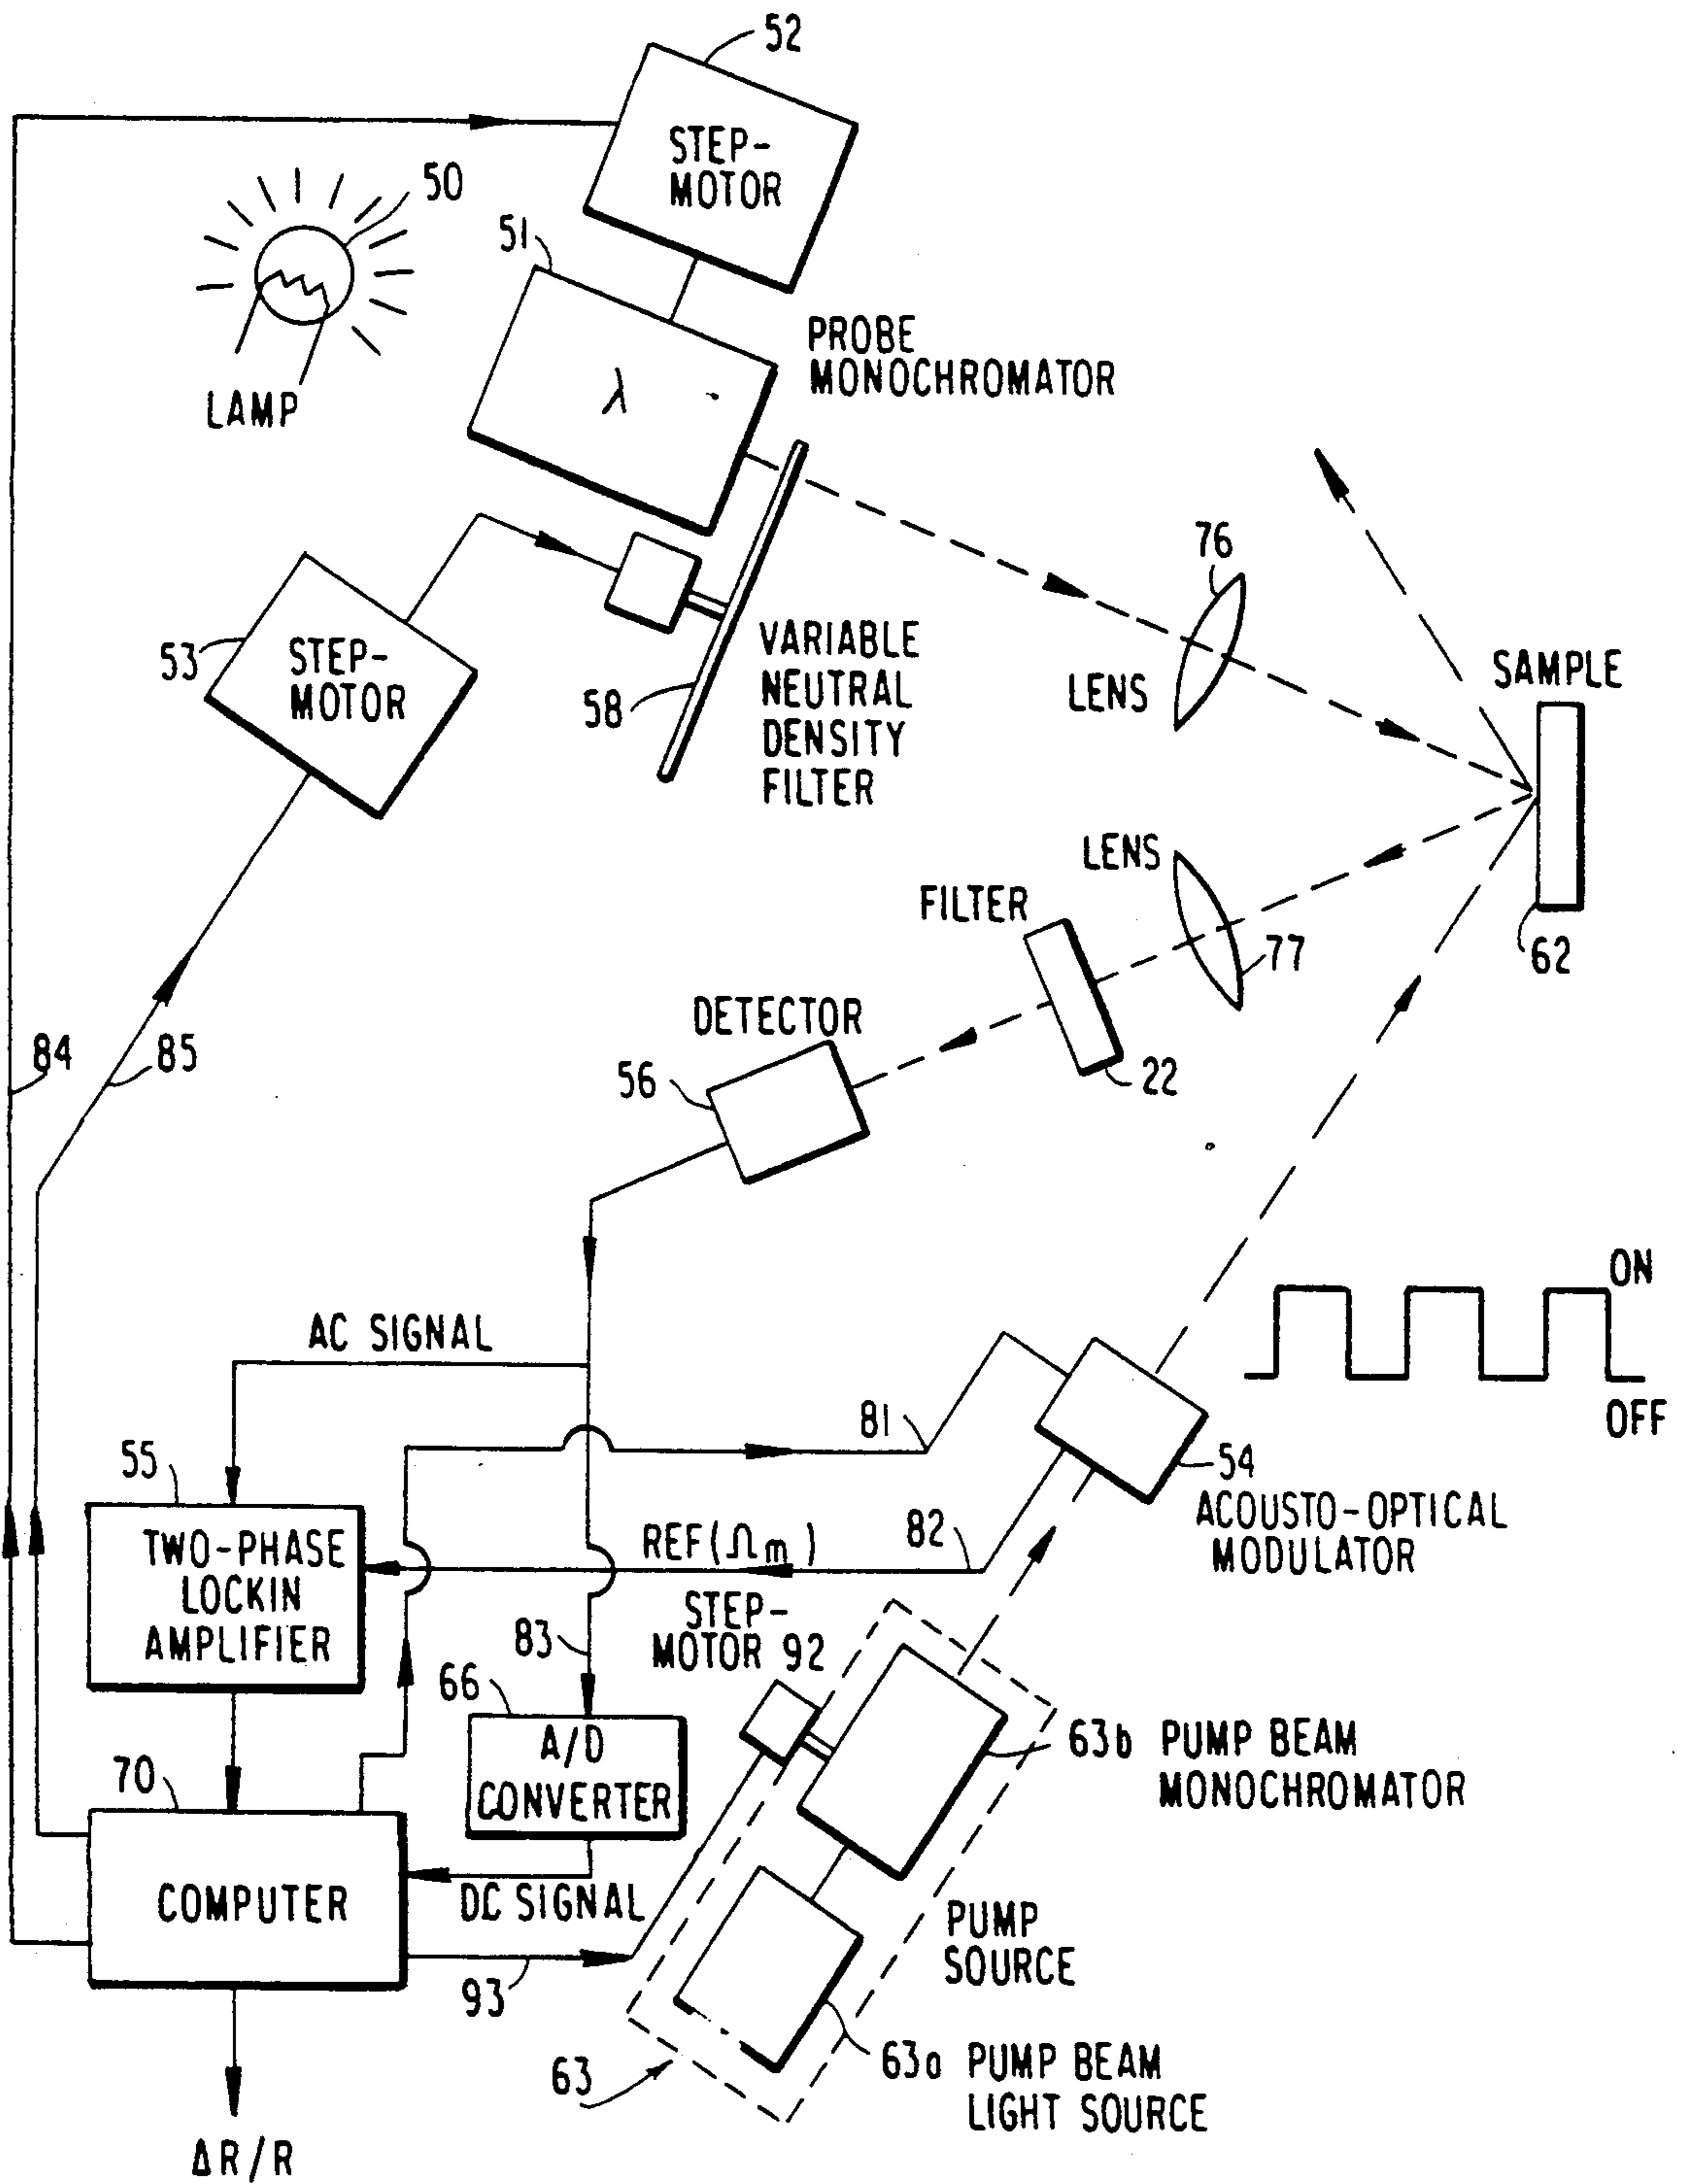 52
STEP-
MOTOR
50
51
LAMP
λ
PROBE
MONOCHROMATOR
76
53
STEP-
MOTOR
58
VARIABLE
NEUTRAL
DENSITY
FILTER
LENS
SAMPLE
LENS
FILTER
77
62
DETECTOR
84
85
56
22
ON
AC SIGNAL
81
OFF
55
54
ACOUSTO-OPTICAL
MODULATOR
TWO-PHASE
LOCKIN
AMPLIFIER
REF(Ωm)
82
STEP-
MOTOR 92
83
66
A/D
CONVERTER
63b PUMP BEAM
MONOCHROMATOR
70
COMPUTER
DC SIGNAL
PUMP
SOURCE
93
63
63a PUMP BEAM
LIGHT SOURCE
ΔR/R